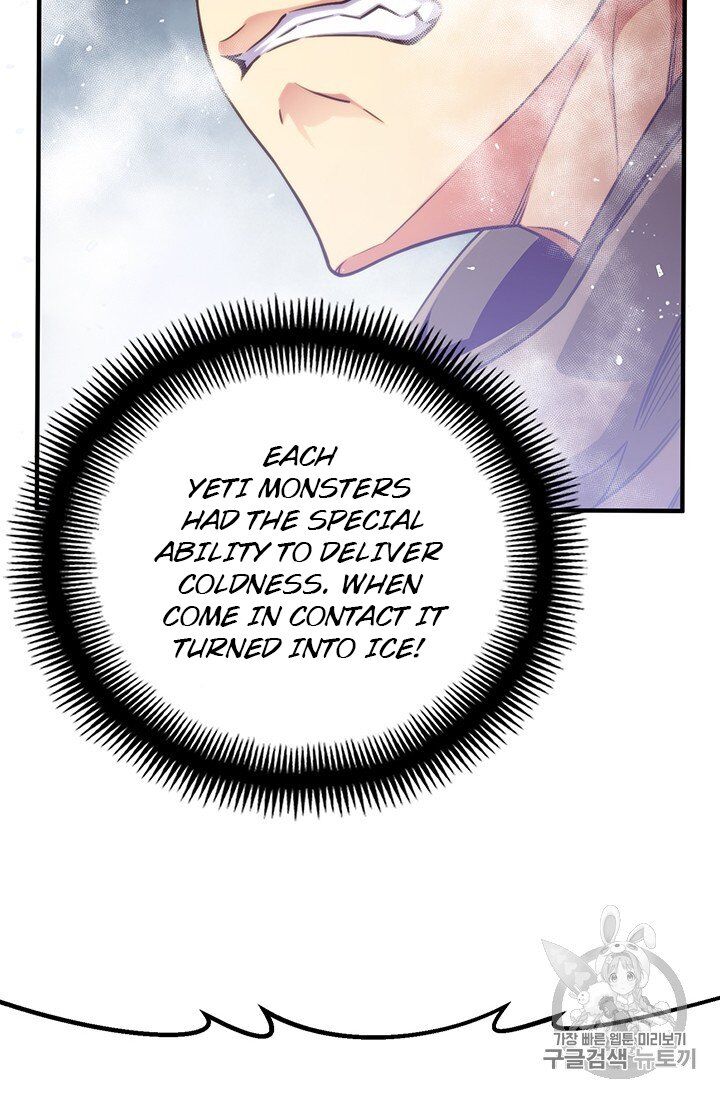 EACH
YETI MONSTERS
HAD THE SPECIAL
ABILITY TO DELIVER
COLDNESS. WHEN
COME IN CONTACT IT
TURNED INTO ICE!
가장 빠른 웹툰 미리보기
구글검색 뉴토끼